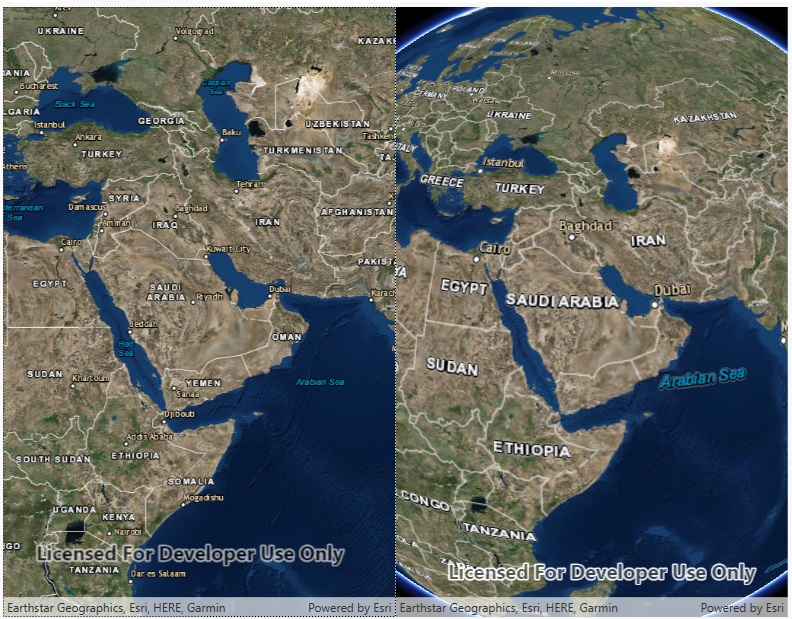 UKRAINE
Volgograd
KAZAK
Bucharest
Caspian
Sea
Black Sea
GARIA
Istanbul
GEORGIA
UZBEKISTAN
Ankara
Baku
Tashken
TURKEY
TURKMENISTAN
TA
Athens
Tehran
SYRIA
Damascus
Baghdad
AFGHANISTAN
Sea
Amman
IRAQ
IRAN
Cairo
Kuwait City
PAKIST
EGYPT
SAUDI
ARABIA
Riyadh
Dubai
Karac
Jeddah
OMAN
Red
Sea
SUDAN
Khartoum
YEMEN
Sanaa
Arabian Sea
Djibouti
Addis Ababa
SOUTH SUDAN
ETHIOPIA
SOMALIA
Mogadishu
UGANDA
KENYA
Nairobi
Licensed For Developer Use Only
TANZANIA
Dar es Salaam
Earthstar Geographics, Esri, HERE, Garmin
Powered by Esri
POLAND
GERMANY
Warsaw
UKRAINE
KAZAKHSTAN
ITALY
Istanbul
GREECE
TURKEY
Baghdad
IRAN
Cairo
EGYPT
SAUDI ARABIA
Dubai
SUDAN
Arabian Sea
ETHIOPIA
CONGO
TANZANIA
Licensed For Developer Use Only
Earthstar Geographics, Esri, HERE, Garmin
Powered by Esri